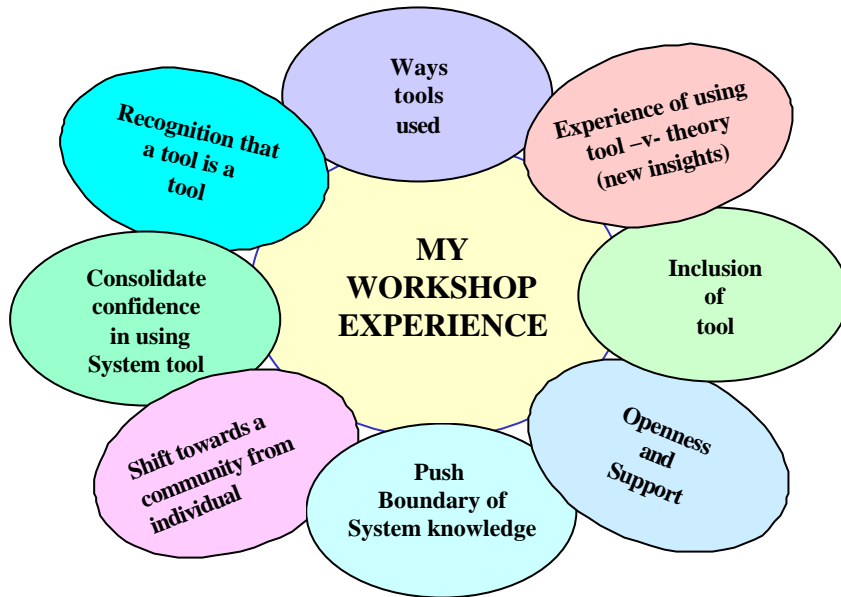 MY
WORKSHOP
EXPERIENCE
Ways
tools
used
Experience of using
tool –v- theory
(new insights)
Inclusion
of
tool
Openness
and
Support
Push
Boundary of
System knowledge
Shift towards a
community from
individual
Consolidate
confidence
in using
System tool
Recognition that
a tool is a
tool